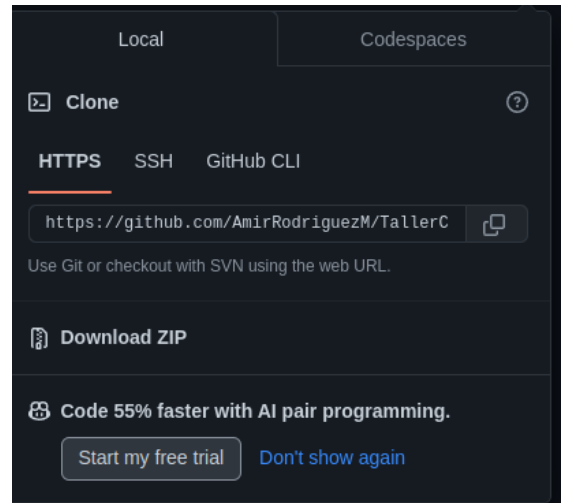 Local Codespaces
Clone
HTTPS SSH GitHub CLI
https://github.com/AmirRodriguezM/TallerC
Use Git or checkout with SVN using the web URL.
Download ZIP
Code 55% faster with AI pair programming.
Start my free trial Don't show again